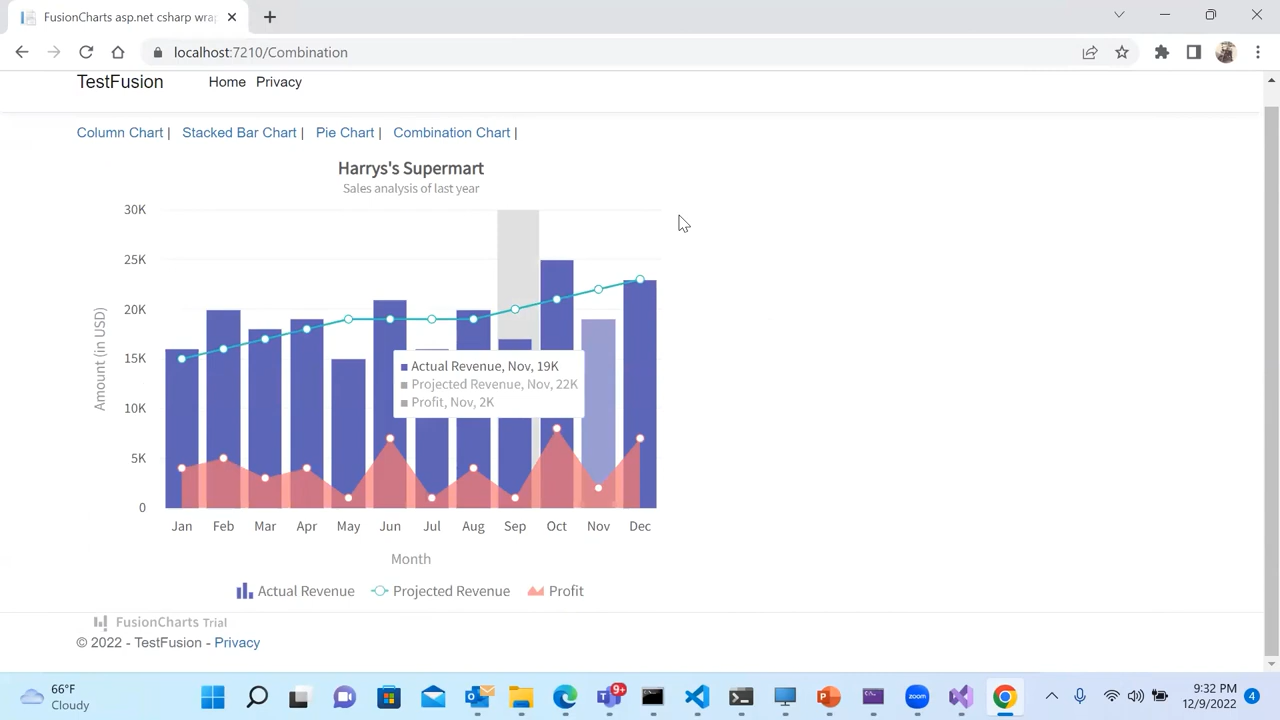 FusionCharts asp.net csharp wrap
localhost:7210/Combination
TestFusion Home Privacy
Column Chart | Stacked Bar Chart | Pie Chart | Combination Chart |
Harrys's Supermart
Sales analysis of last year
30K
25K
20K
15K
10K
5K
0
Amount (in USD)
Actual Revenue, Nov, 19K
Projected Revenue, Nov, 22K
Profit, Nov, 2K
Jan Feb Mar Apr May Jun Jul Aug Sep Oct Nov Dec
Month
Actual Revenue Projected Revenue Profit
FusionCharts Trial
© 2022 - TestFusion - Privacy
66°F
Cloudy
9+
zoom
9:32 PM
12/9/2022
4